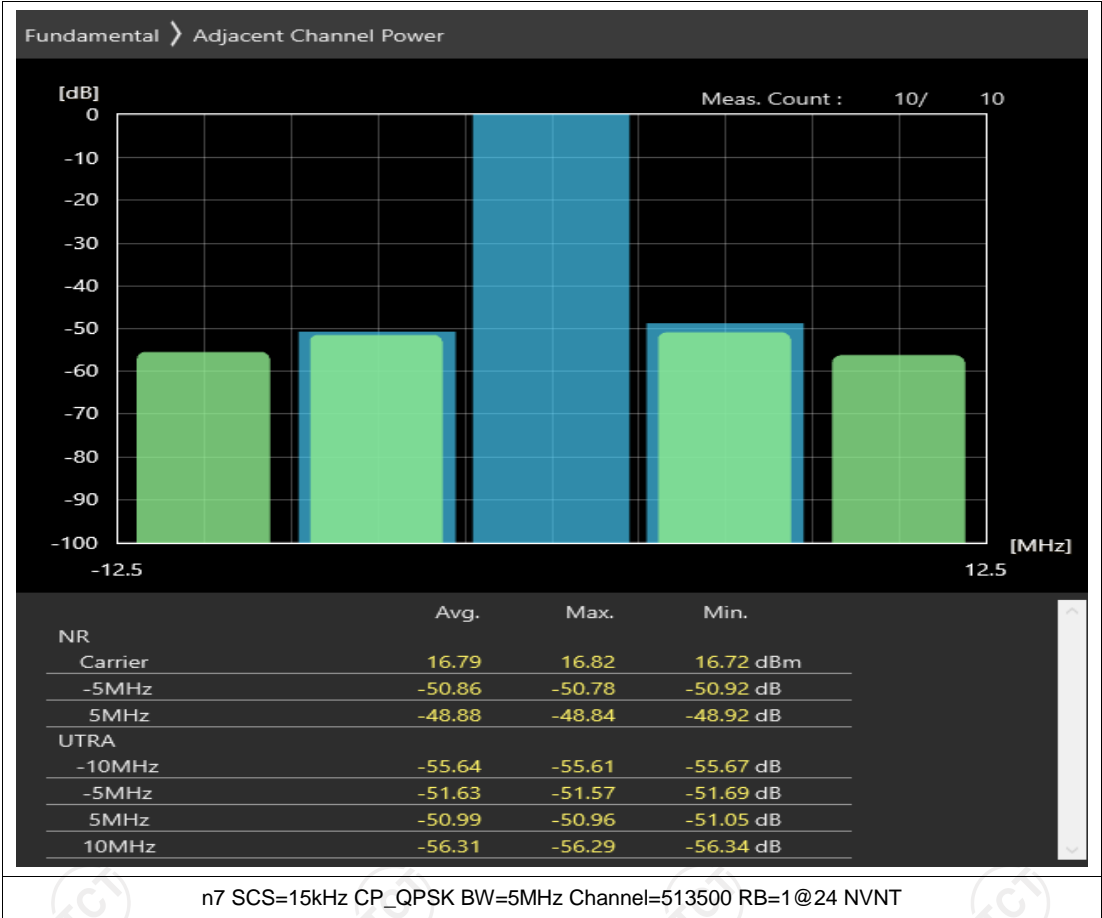 Fundamental 〉 Adjacent Channel Power
[dB]
Meas. Count : 10/ 10
0
-10
-20
-30
-40
-50
-60
-70
-80
-90
-100
[MHz]
-12.5 12.5
Avg. Max. Min.
NR
Carrier 16.79 16.82 16.72 dBm
-5MHz -50.86 -50.78 -50.92 dB
5MHz -48.88 -48.84 -48.92 dB
UTRA
-10MHz -55.64 -55.61 -55.67 dB
-5MHz -51.63 -51.57 -51.69 dB
5MHz -50.99 -50.96 -51.05 dB
10MHz -56.31 -56.29 -56.34 dB
n7 SCS=15kHz CP_QPSK BW=5MHz Channel=513500 RB=1@24 NVNT
TCT TCT TCT TCT